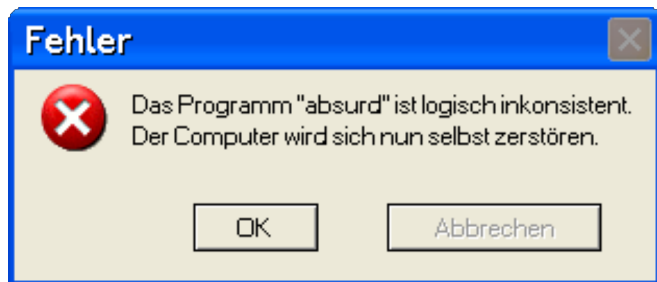 Fehler
Das Programm "absurd" ist logisch inkonsistent.
Der Computer wird sich nun selbst zerstören.
OK Abbrechen